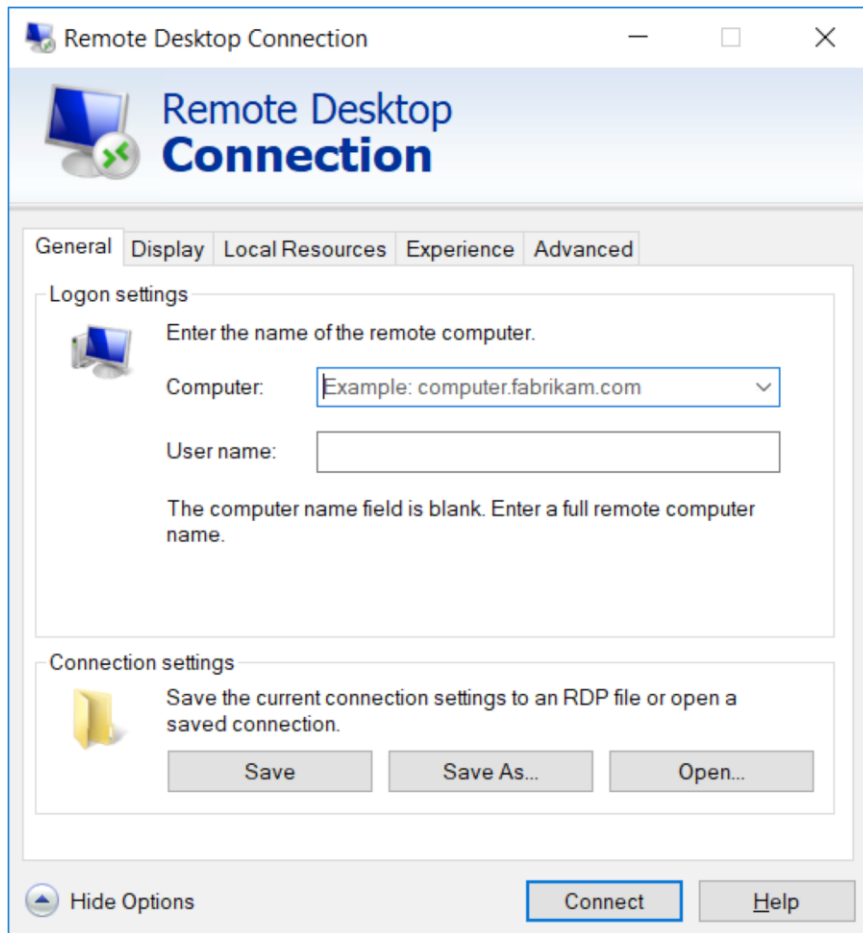 Remote Desktop Connection
Remote Desktop
Connection
General Display Local Resources Experience Advanced
Logon settings
Enter the name of the remote computer.
Computer: Example: computer.fabrikam.com
User name:
The computer name field is blank. Enter a full remote computer
name.
Connection settings
Save the current connection settings to an RDP file or open a
saved connection.
Save Save As... Open...
Hide Options Connect Help